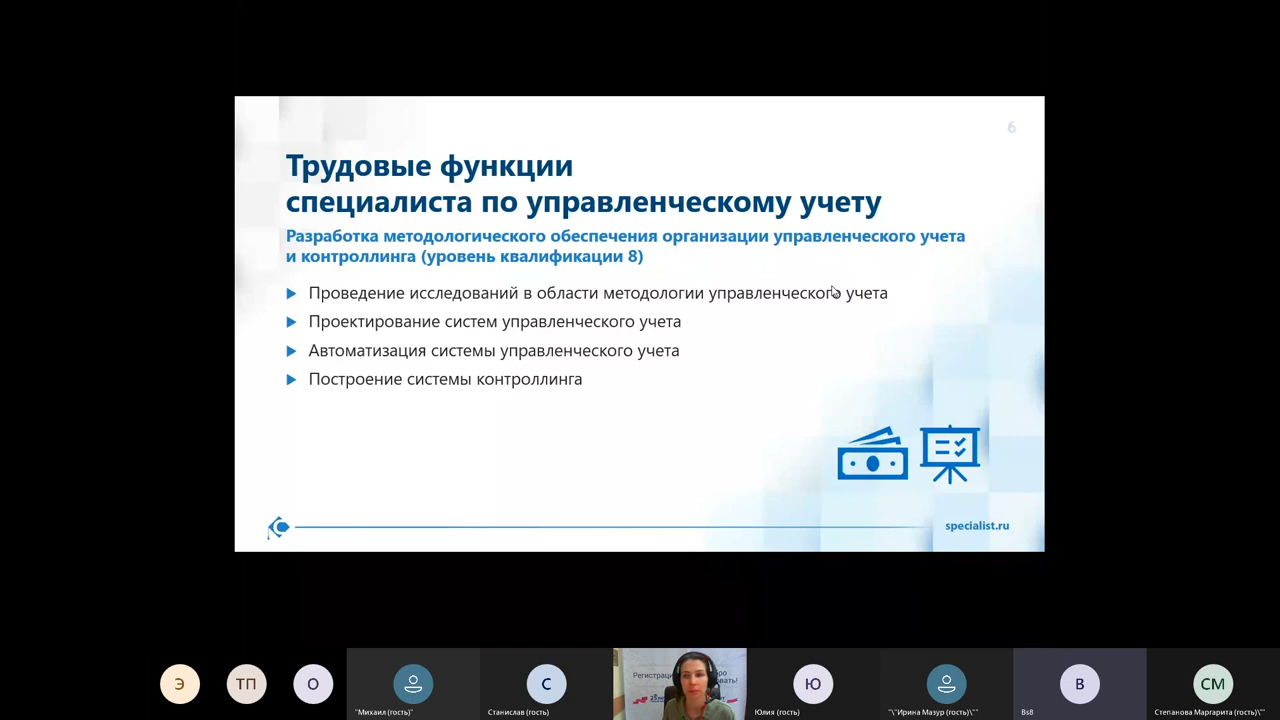 6
Трудовые функции
специалиста по управленческому учету
Разработка методологического обеспечения организации управленческого учета
и контроллинга (уровень квалификации 8)
Проведение исследований в области методологии управленческого учета
Проектирование систем управленческого учета
Автоматизация системы управленческого учета
Построение системы контроллинга
specialist.ru
Э
ТП
О
С
Ю
В
СМ
"Михаил (гость)"
Станислав (гость)
Юлия (гость)
"\"Ирина Мазур (гость)\""
Bs8
Степанова Маргарита (гость)\""